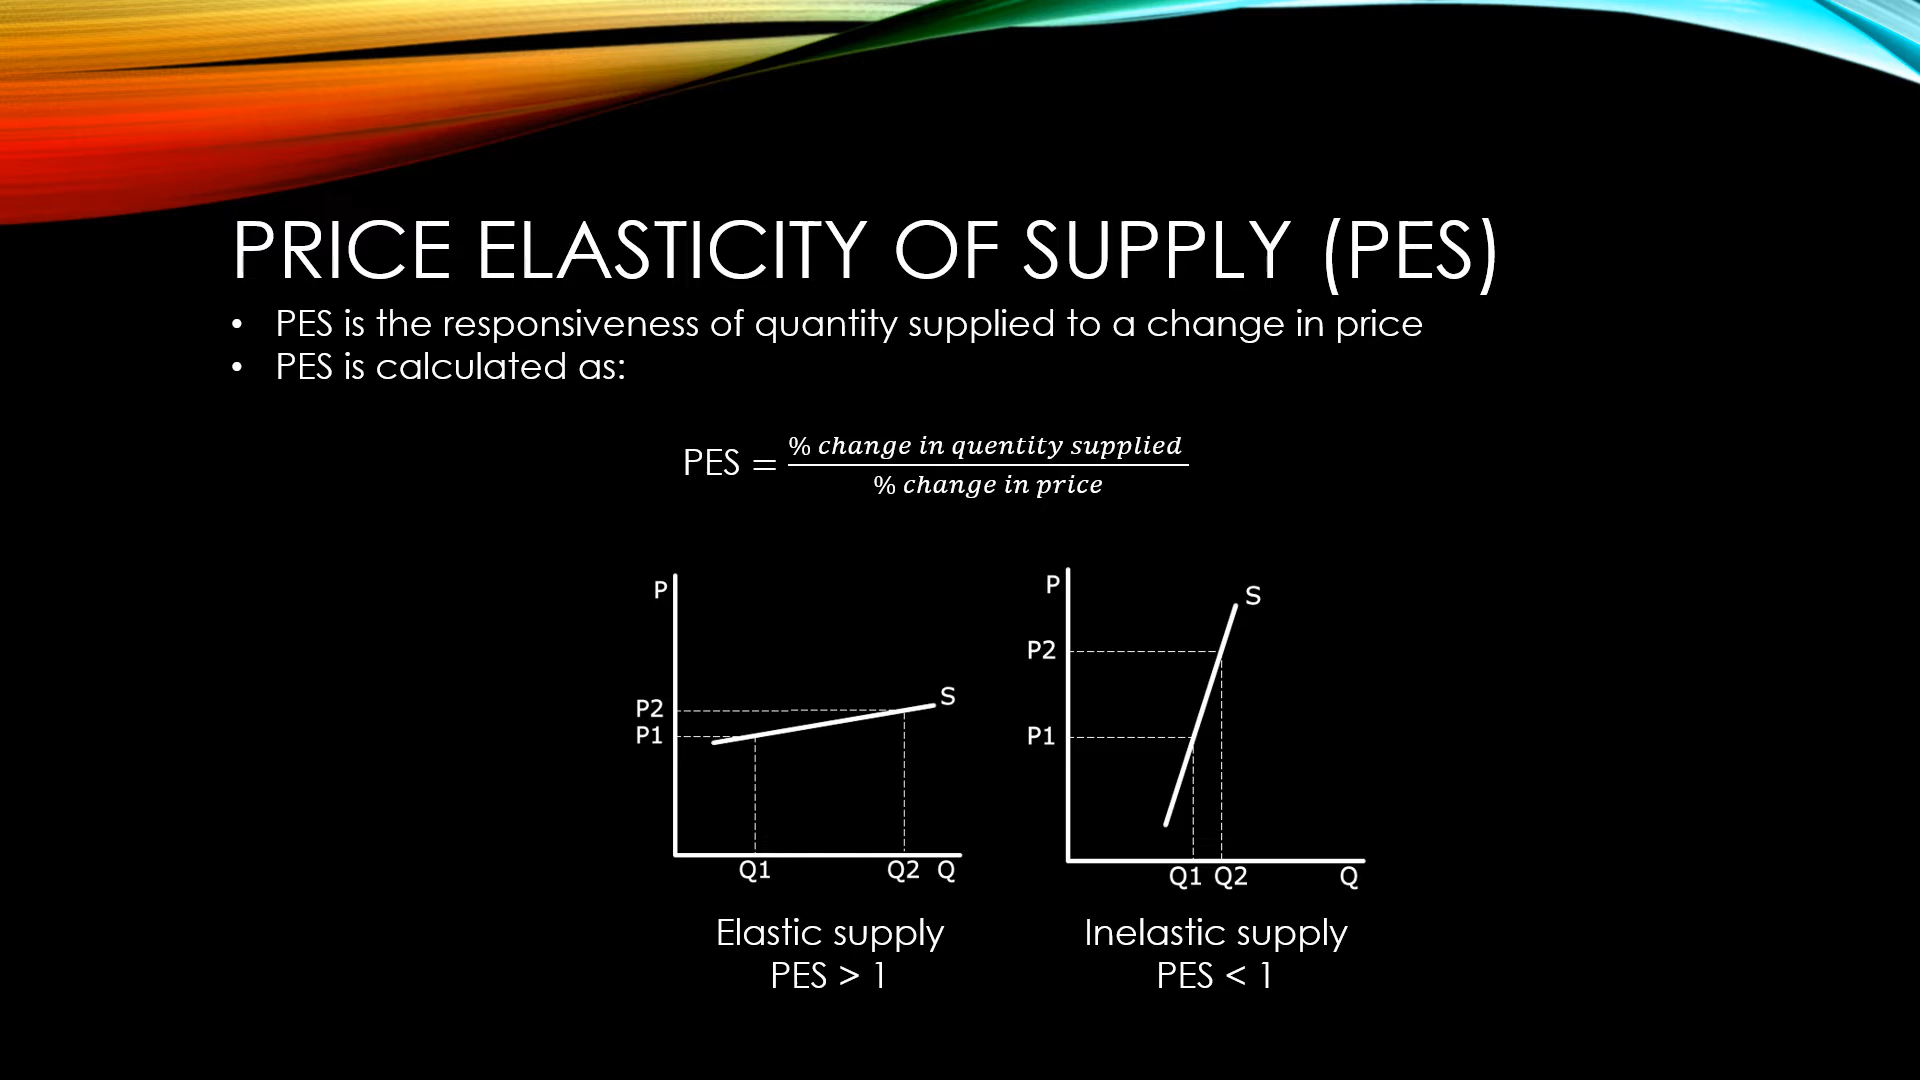 PRICE ELASTICITY OF SUPPLY (PES)
• PES is the responsiveness of quantity supplied to a change in price
• PES is calculated as:
PES = % change in quentity supplied
% change in price
P
P2
P1
S
Q1
Q2
Q
P
P2
P1
S
Q1
Q2
Q
Elastic supply
PES > 1
Inelastic supply
PES < 1